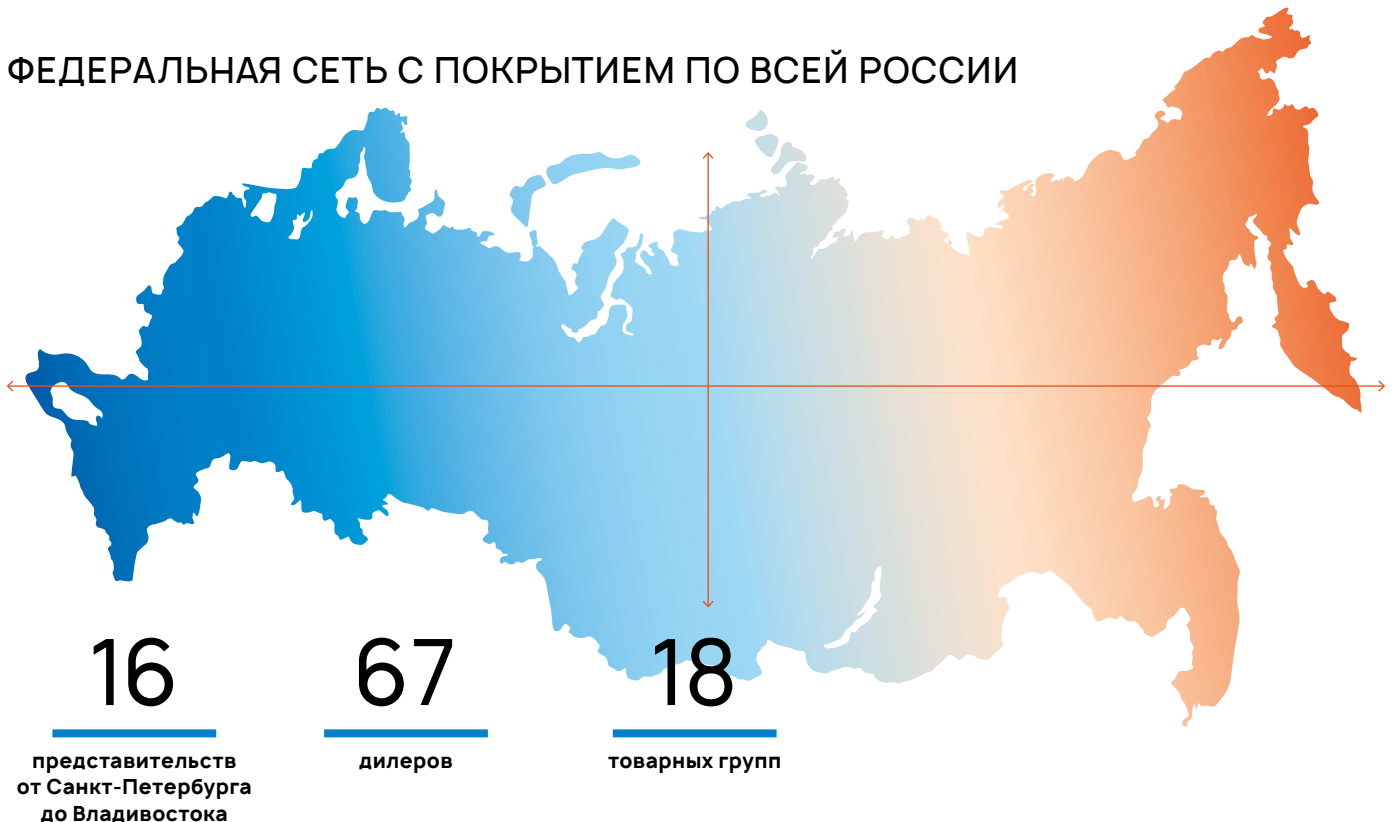 ФЕДЕРАЛЬНАЯ СЕТЬ С ПОКРЫТИЕМ ПО ВСЕЙ РОССИИ
16
представительств
от Санкт-Петербурга
до Владивостока
67
дилеров
18
товарных групп